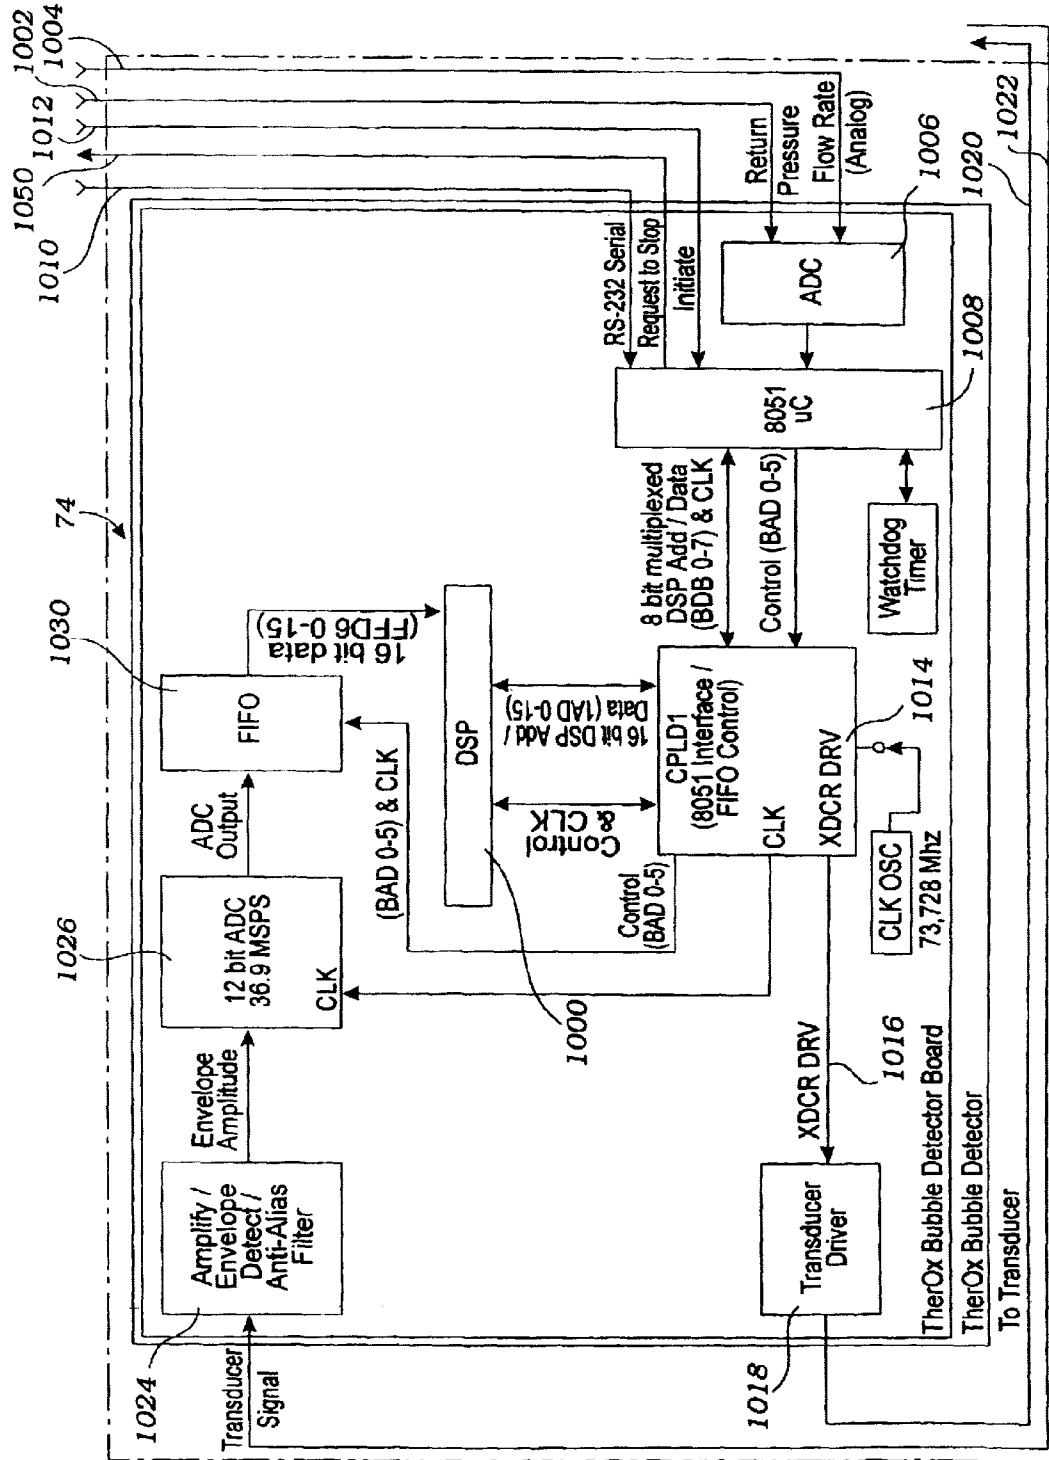 74
1010
1050
1012
1002
1004
1024
Transducer
Signal
Amplify /
Envelope
Detect /
Anti-Alias
Filter
Envelope
Amplitude
1026
12 bit ADC
36.9 MSPS
CLK
ADC
Output
1030
FIFO
16 bit data
(FFD6 0-15)
(BAD 0-5) & CLK
DSP
1000
Control
& CLK
16 bit DSP Add /
Data (1AD 0-15)
Control
(BAD 0-5)
CPLD1
(8051 Interface /
FIFO Control)
CLK
XDCR DRV
1014
8 bit multiplexed
DSP Add / Data
(BDB 0-7) & CLK
Control (BAD 0-5)
RS-232 Serial
Request to Stop
Initiate
Return
Pressure
Flow Rate
(Analog)
8051
uC
1008
ADC
1006
Watchdog
Timer
CLK OSC
73,728 Mhz
XDCR DRV
1016
Transducer
Driver
1018
TherOx Bubble Detector Board
TherOx Bubble Detector
To Transducer
1020
1022